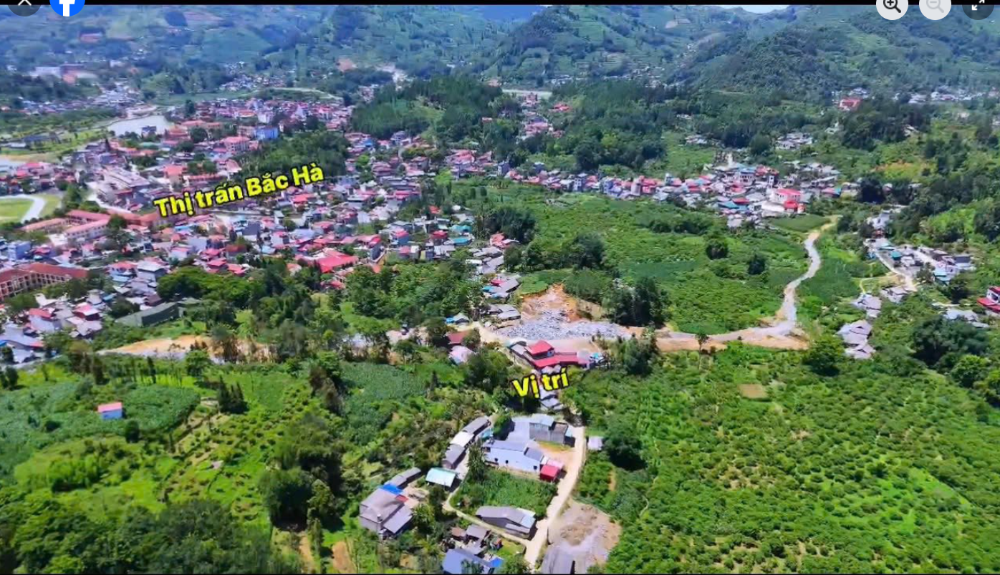 Thị trấn Bắc Hà
Vị trí